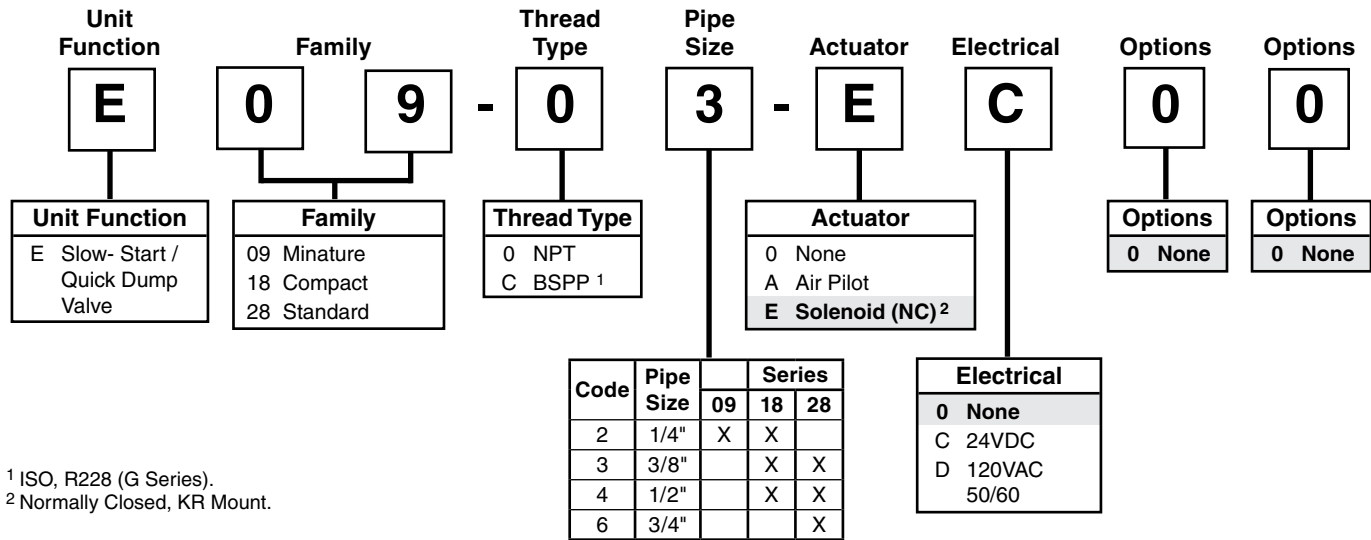 Unit Function
Family
Thread Type
Pipe Size
Actuator
Electrical
Options
Options
E 0 9 - 0 3 - E C 0 0
Unit Function
E Slow- Start /
Quick Dump
Valve
Family
09 Minature
18 Compact
28 Standard
Thread Type
0 NPT
C BSPP 1
Actuator
0 None
A Air Pilot
E Solenoid (NC) 2
Options
0 None
Options
0 None
Code Pipe Size Series
09 18 28
2 1/4" X X
3 3/8" X X
4 1/2" X X
6 3/4" X
Electrical
0 None
C 24VDC
D 120VAC
50/60
1 ISO, R228 (G Series).
2 Normally Closed, KR Mount.